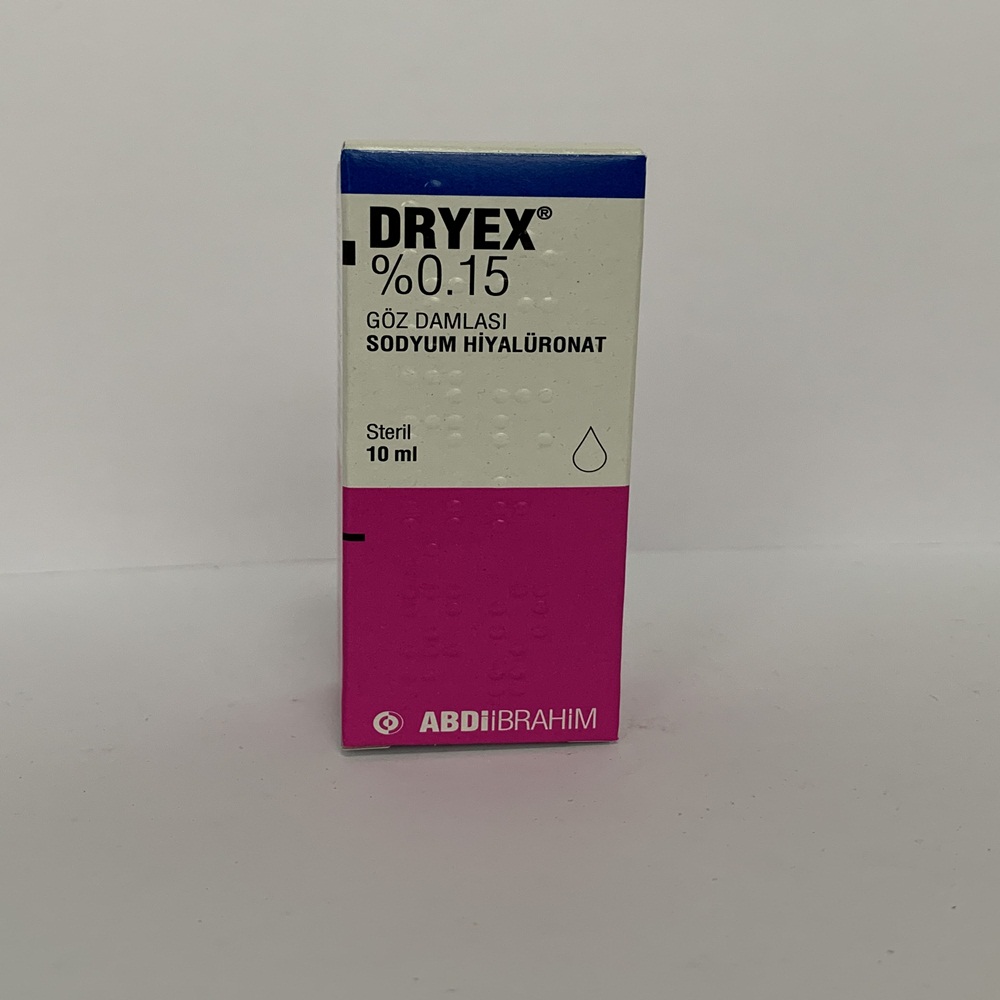 DRYEX®
%0.15
GÖZ DAMLASI
SODYUM HİYALÜRONAT
Steril
10 ml
ABDİİBRAHİM